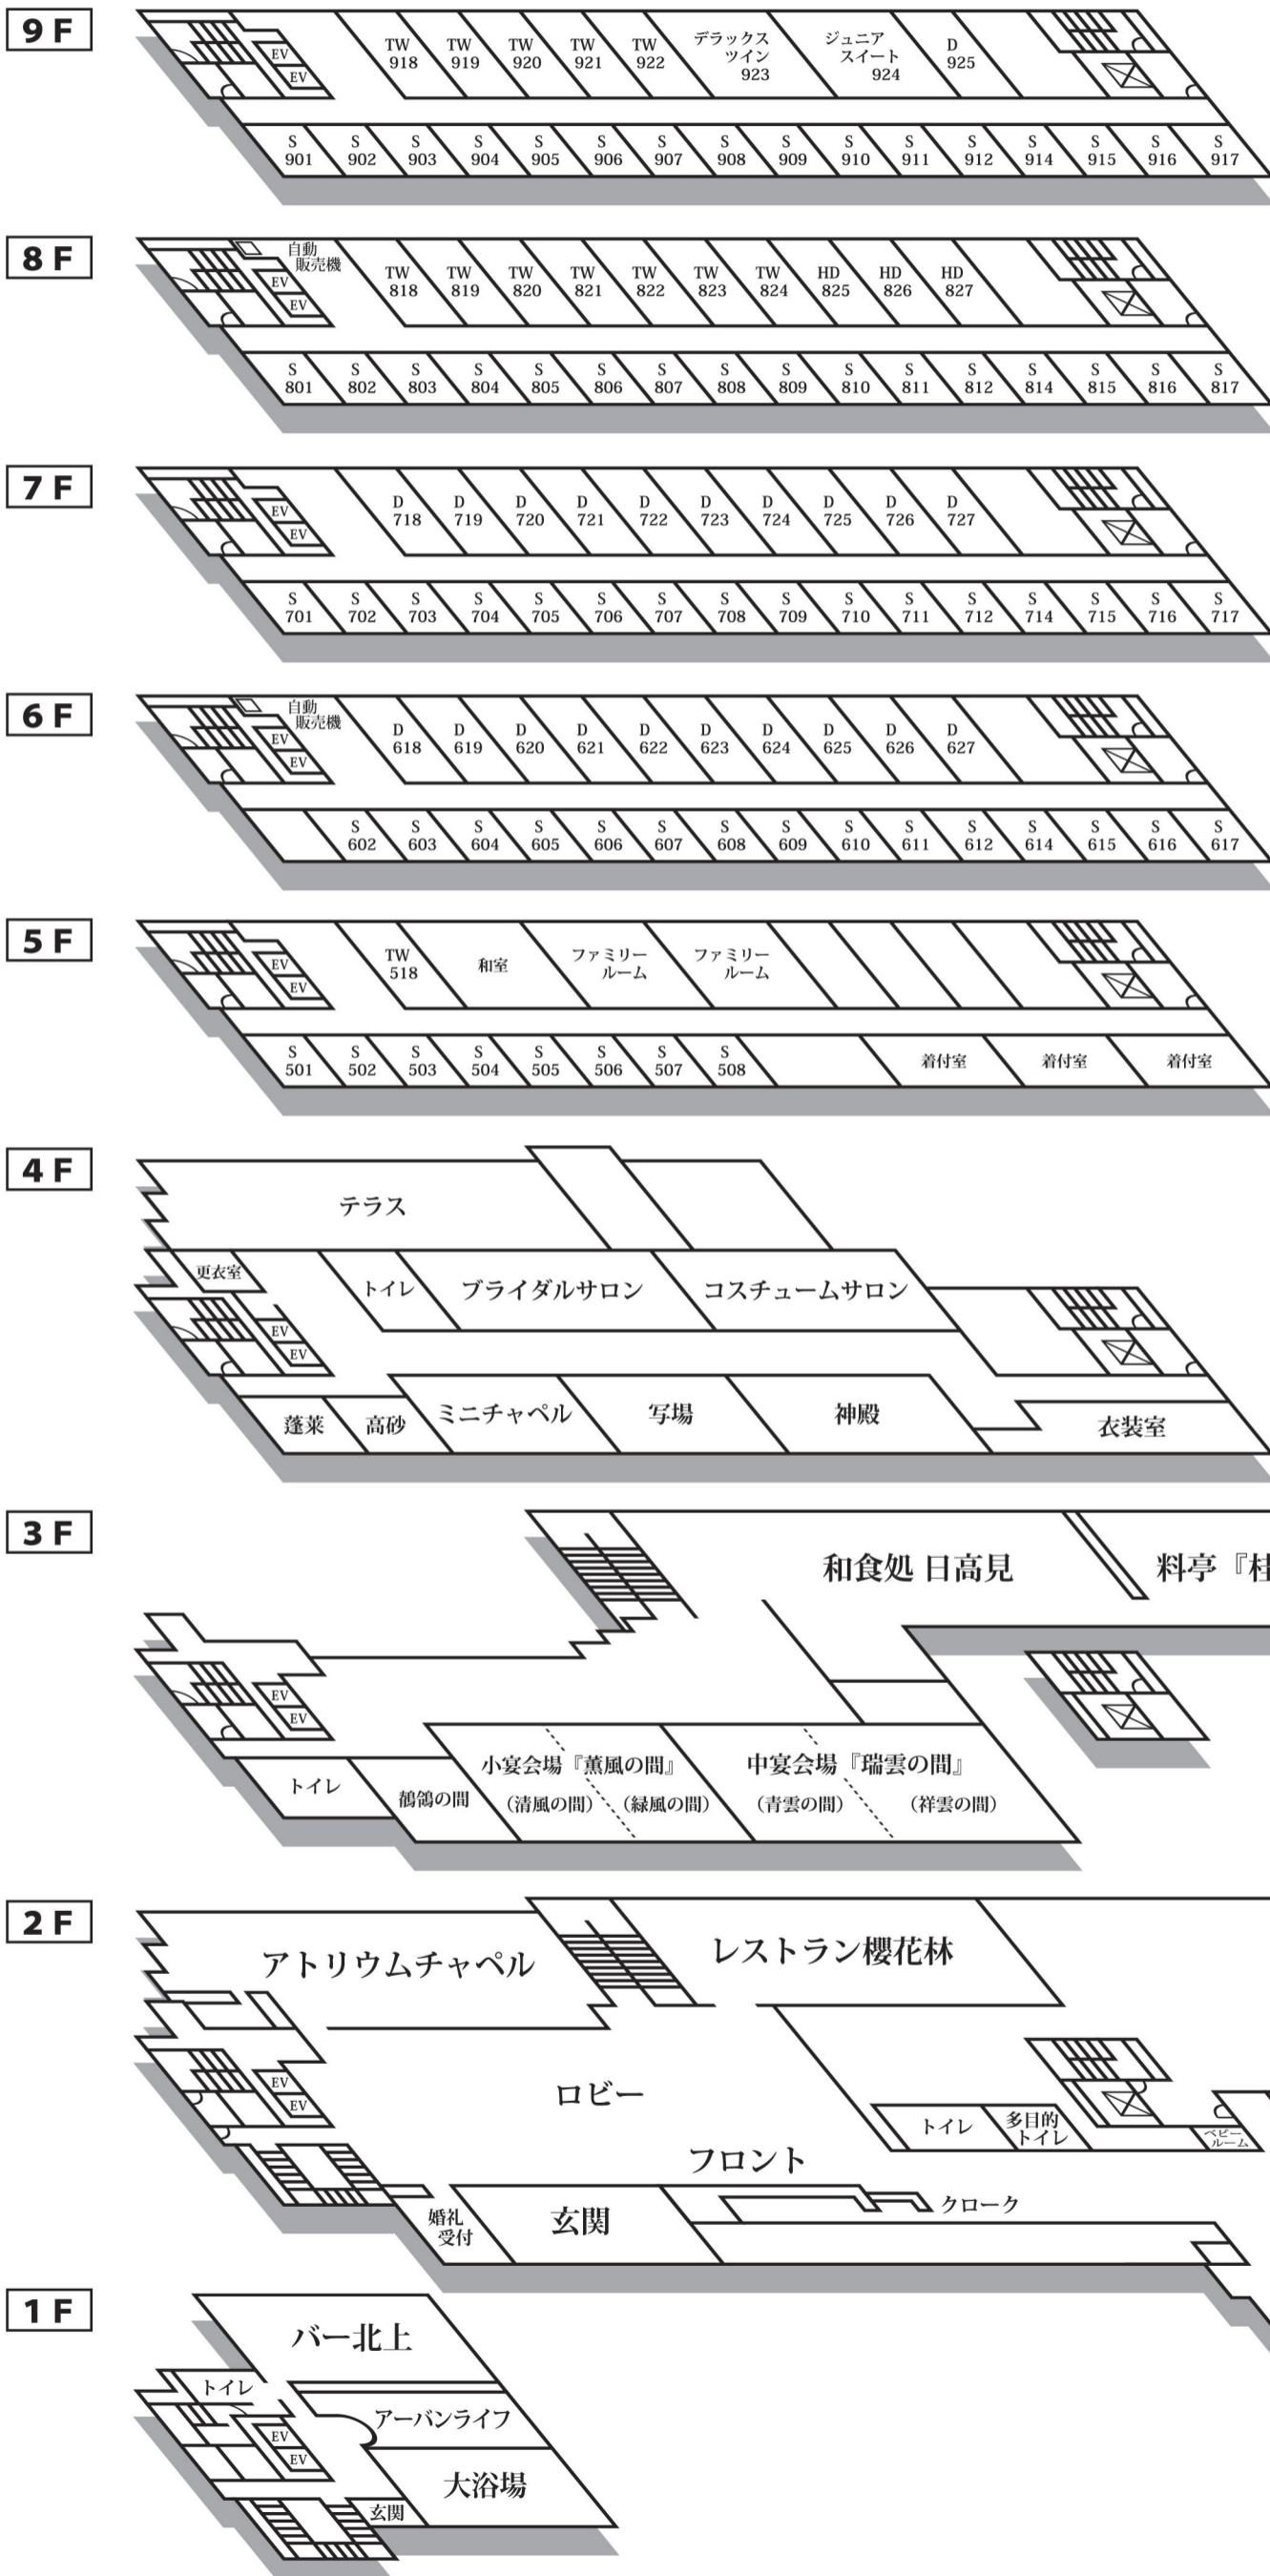 9 F
EV
EV
TW
918
TW
919
TW
920
TW
921
TW
922
デラックス
ツイン
923
ジュニア
スイート
924
D
925
S
901
S
902
S
903
S
904
S
905
S
906
S
907
S
908
S
909
S
910
S
911
S
912
S
914
S
915
S
916
S
917
8 F
自動
販売機
EV
EV
TW
818
TW
819
TW
820
TW
821
TW
822
TW
823
TW
824
HD
825
HD
826
HD
827
S
801
S
802
S
803
S
804
S
805
S
806
S
807
S
808
S
809
S
810
S
811
S
812
S
814
S
815
S
816
S
817
7 F
EV
EV
D
718
D
719
D
720
D
721
D
722
D
723
D
724
D
725
D
726
D
727
S
701
S
702
S
703
S
704
S
705
S
706
S
707
S
708
S
709
S
710
S
711
S
712
S
714
S
715
S
716
S
717
6 F
自動
販売機
EV
EV
D
618
D
619
D
620
D
621
D
622
D
623
D
624
D
625
D
626
D
627
S
602
S
603
S
604
S
605
S
606
S
607
S
608
S
609
S
610
S
611
S
612
S
614
S
615
S
616
S
617
5 F
EV
EV
TW
518
和室
ファミリー
ルーム
ファミリー
ルーム
S
501
S
502
S
503
S
504
S
505
S
506
S
507
S
508
着付室
着付室
着付室
4 F
テラス
更衣室
トイレ
ブライダルサロン
コスチュームサロン
EV
EV
蓬莱
高砂
ミニチャペル
写場
神殿
衣装室
3 F
和食処 日高見
料亭『桂
EV
EV
トイレ
鶺鴒の間
小宴会場『薫風の間』
（清風の間）
（緑風の間）
中宴会場『瑞雲の間』
（青雲の間）
（祥雲の間）
2 F
アトリウムチャペル
レストラン櫻花林
EV
EV
ロビー
トイレ
多目的
トイレ
ベビー
ルーム
フロント
クローク
婚礼
受付
玄関
1 F
バー北上
トイレ
アーバンライフ
EV
EV
大浴場
玄関